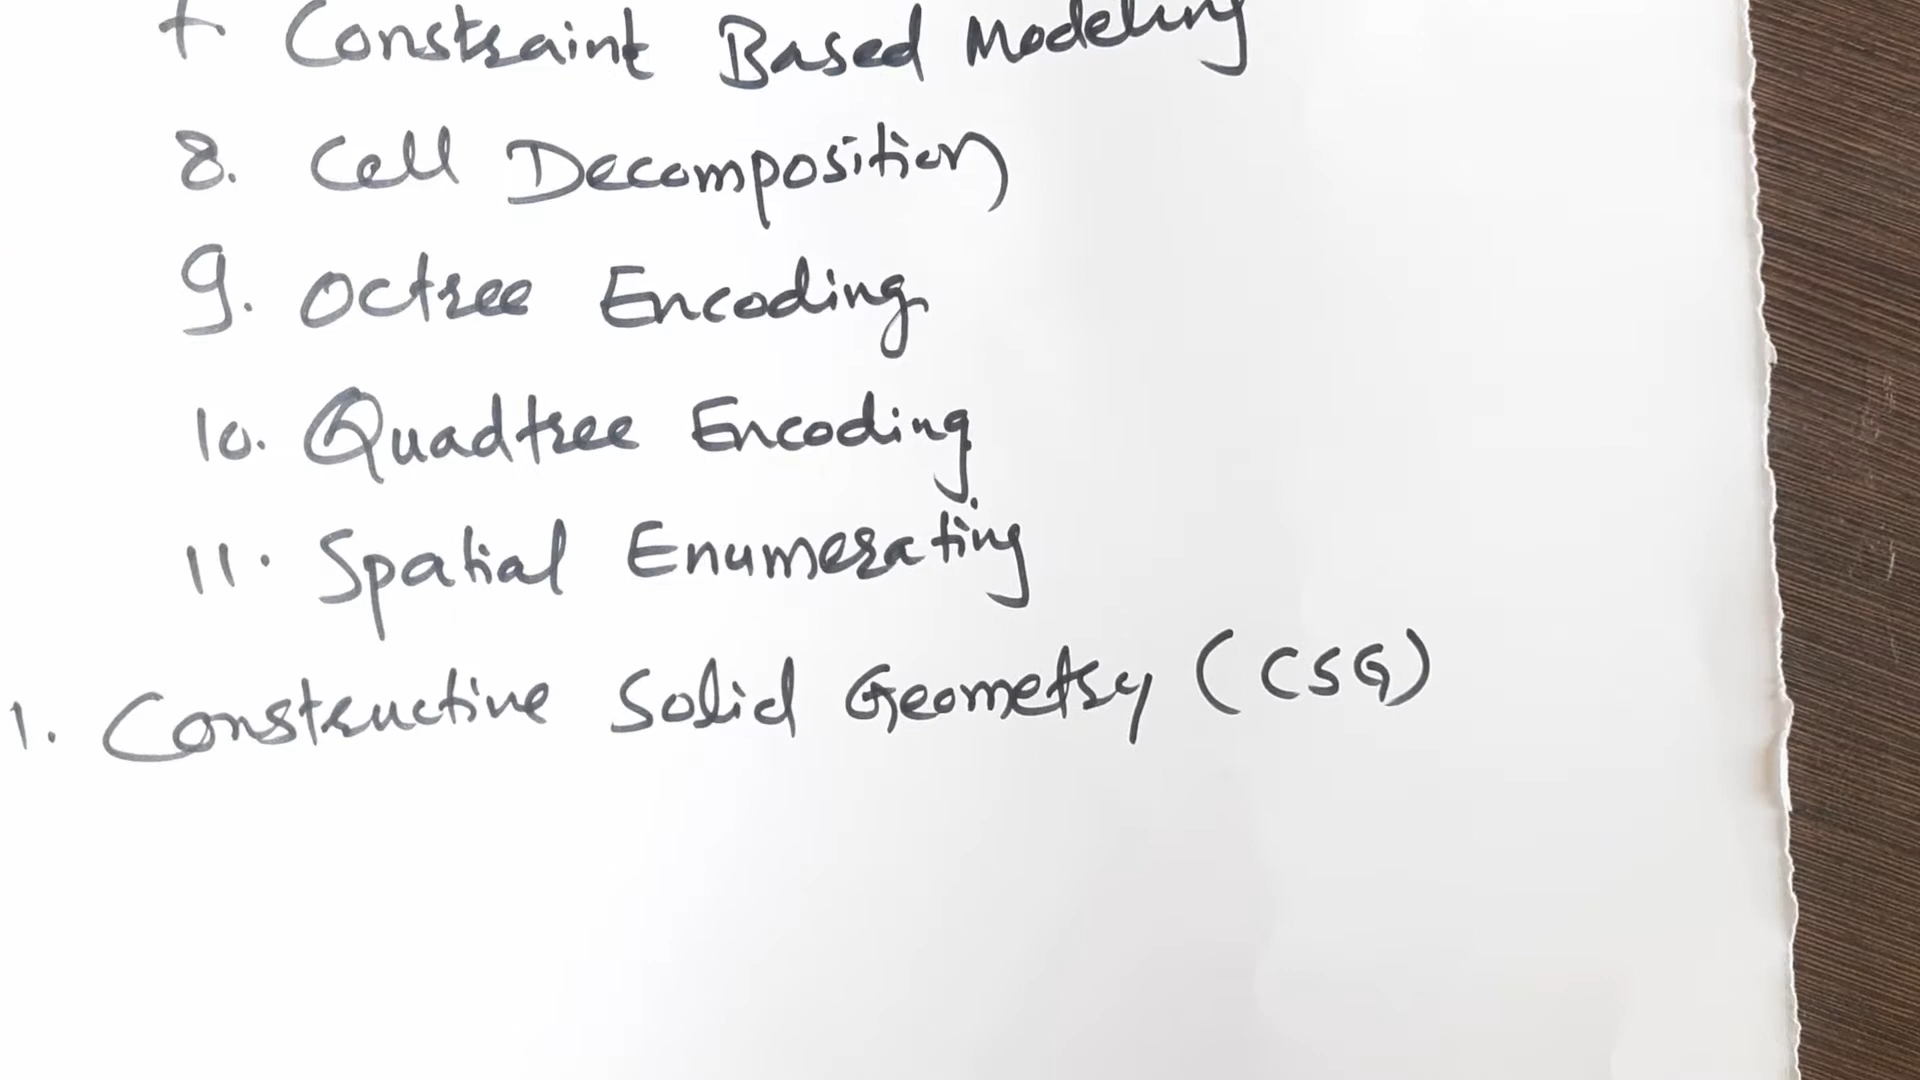 7 Constraint Based Modeling
8. Cell Decomposition
9. Octree Encoding
10. Quadtree Encoding
11. Spatial Enumerating
1. Constructive Solid Geometry (CSG)